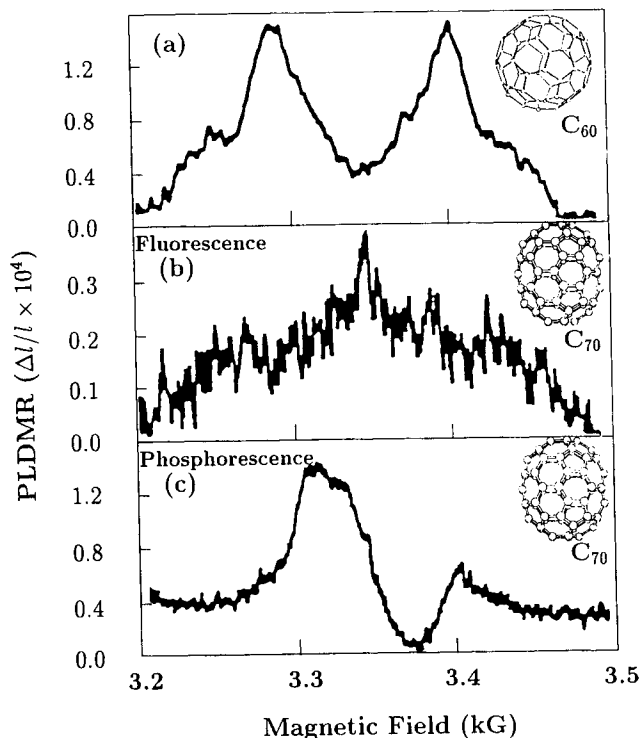 PLDMR (Δl/l × 10⁴)
(a)
C₆₀
1.2
0.8
0.4
0.0
Fluorescence
(b)
C₇₀
0.3
0.2
0.1
0.0
Phosphorescence
(c)
C₇₀
1.2
0.8
0.4
0.0
3.2 3.3 3.4 3.5
Magnetic Field (kG)